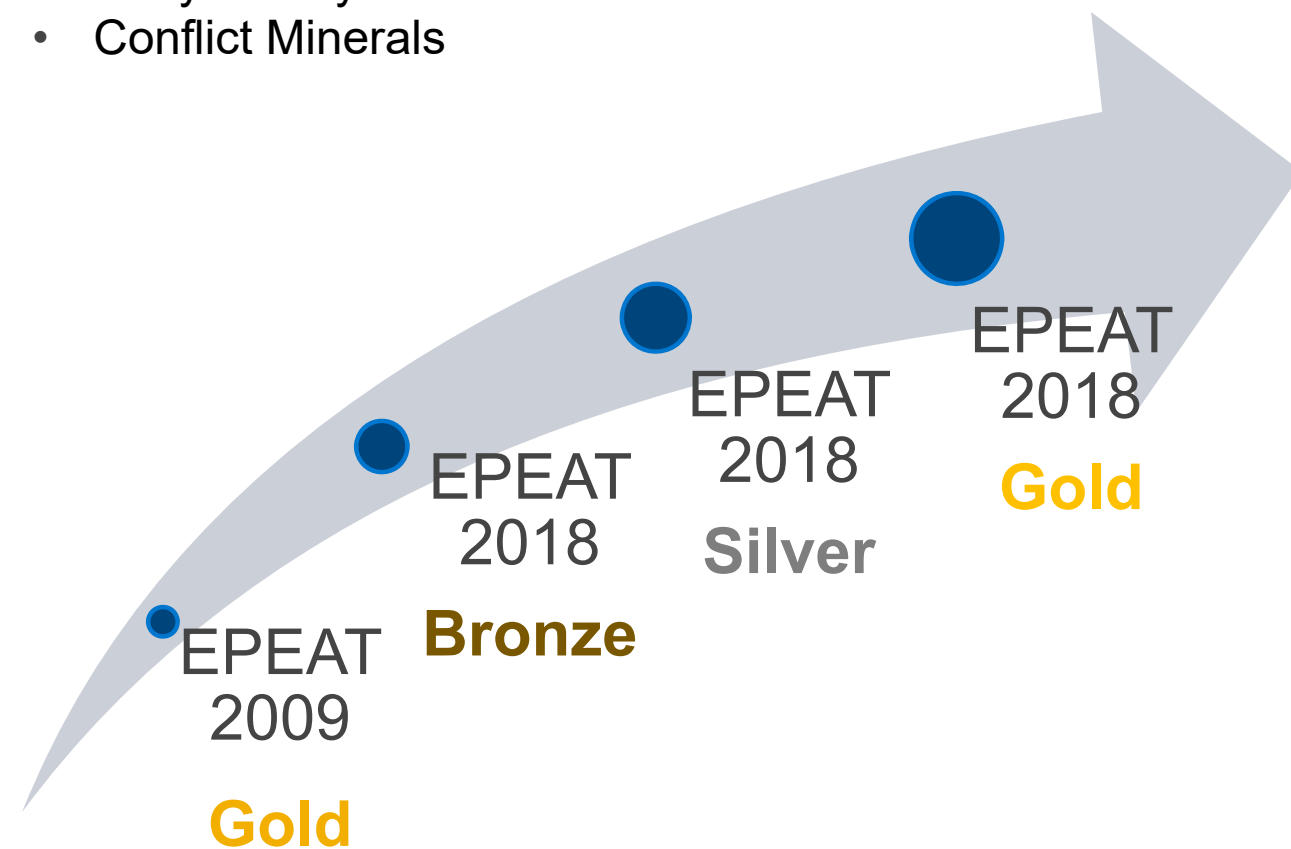 • Conflict Minerals
EPEAT
2018
Gold
EPEAT
2018
Silver
EPEAT
2018
Bronze
EPEAT
2009
Gold